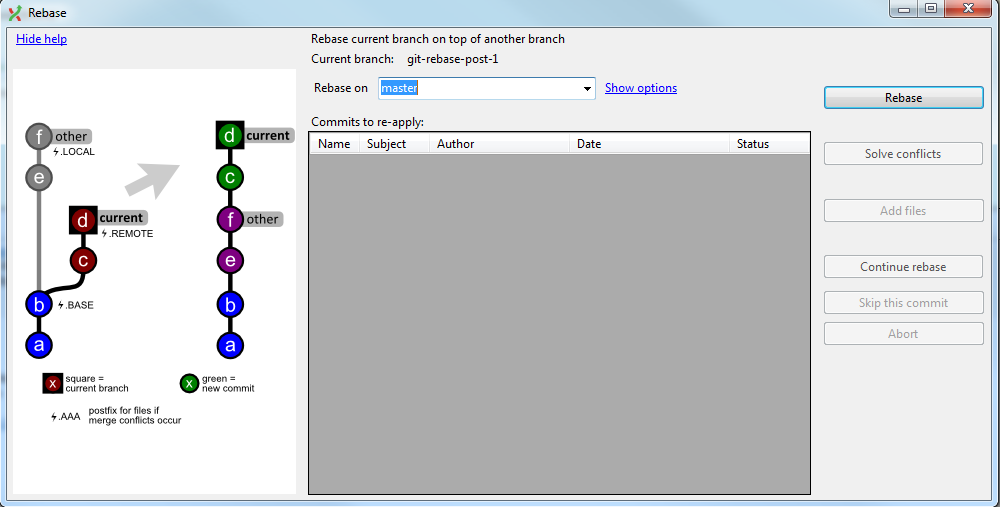 Rebase
Hide help
Rebase current branch on top of another branch
Current branch: git-rebase-post-1
Rebase on master Show options
Rebase
Commits to re-apply:
Name Subject Author Date Status
Solve conflicts
Add files
Continue rebase
Skip this commit
Abort
f other
.LOCAL
e
d current
.REMOTE
c
b .BASE
a
d current
c
f other
e
b
a
x square =
current branch
x green =
new commit
.AAA postfix for files if
merge conflicts occur